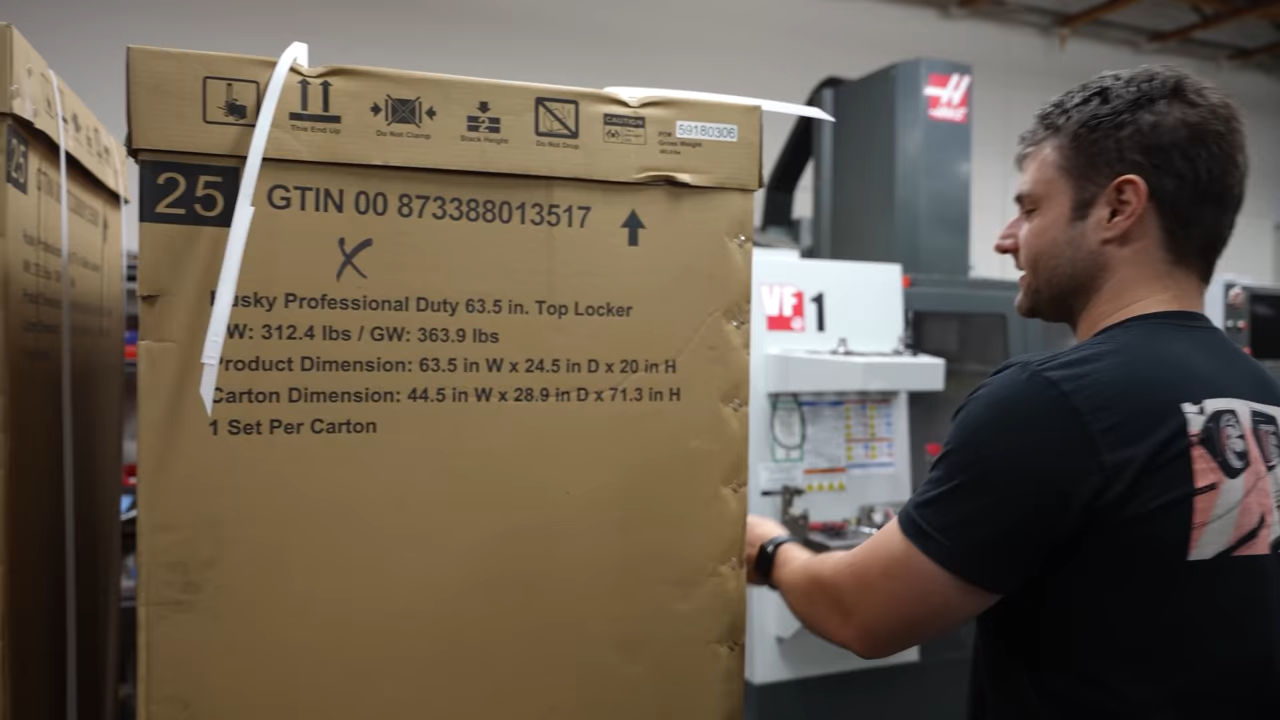 This End Up
Do Not Clamp
2
Stack Height
Do Not Drop
CAUTION
PO#
59180306
Gross Weight
25
GTIN 00 873388013517
X
usky Professional Duty 63.5 in. Top Locker
W: 312.4 lbs / GW: 363.9 lbs
Product Dimension: 63.5 in W x 24.5 in D x 20 in H
Carton Dimension: 44.5 in W x 28.9 in D x 71.3 in H
1 Set Per Carton
25
Haas
VF 1